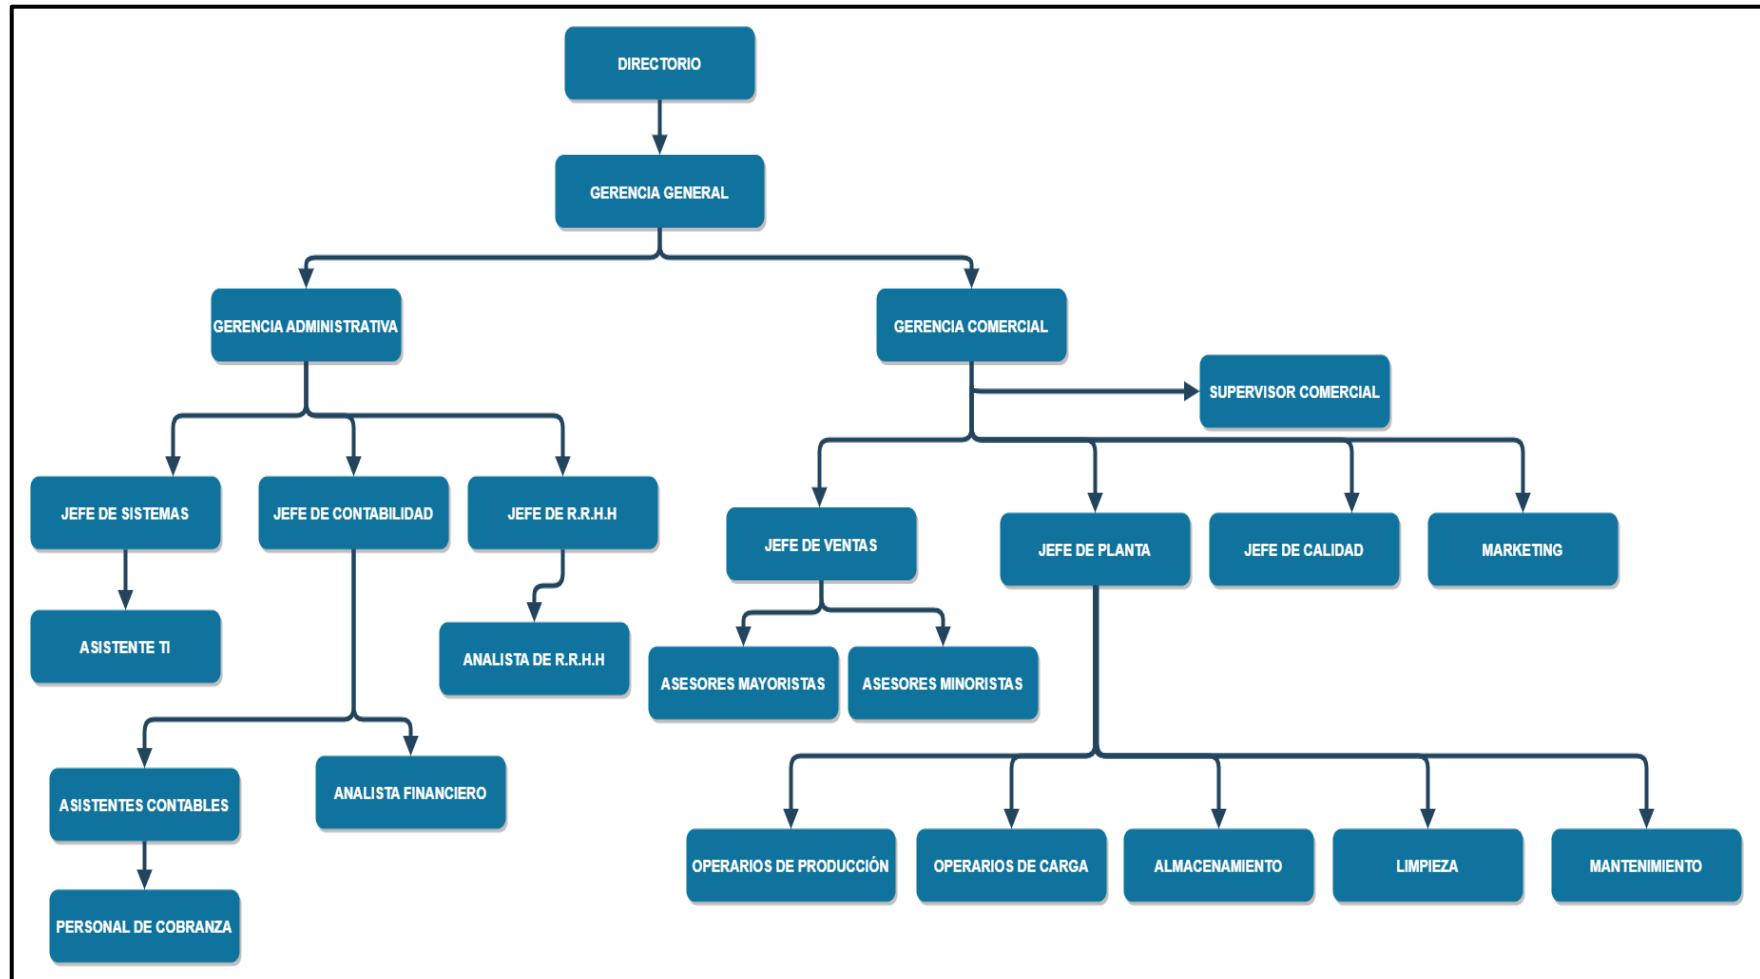 DIRECTORIO
GERENCIA GENERAL
GERENCIA ADMINISTRATIVA
GERENCIA COMERCIAL
SUPERVISOR COMERCIAL
JEFE DE SISTEMAS
JEFE DE CONTABILIDAD
JEFE DE R.R.H.H
JEFE DE VENTAS
JEFE DE PLANTA
JEFE DE CALIDAD
MARKETING
ASISTENTE TI
ANALISTA DE R.R.H.H
ASESORES MAYORISTAS
ASESORES MINORISTAS
ASISTENTES CONTABLES
ANALISTA FINANCIERO
OPERARIOS DE PRODUCCIÓN
OPERARIOS DE CARGA
ALMACENAMIENTO
LIMPIEZA
MANTENIMIENTO
PERSONAL DE COBRANZA